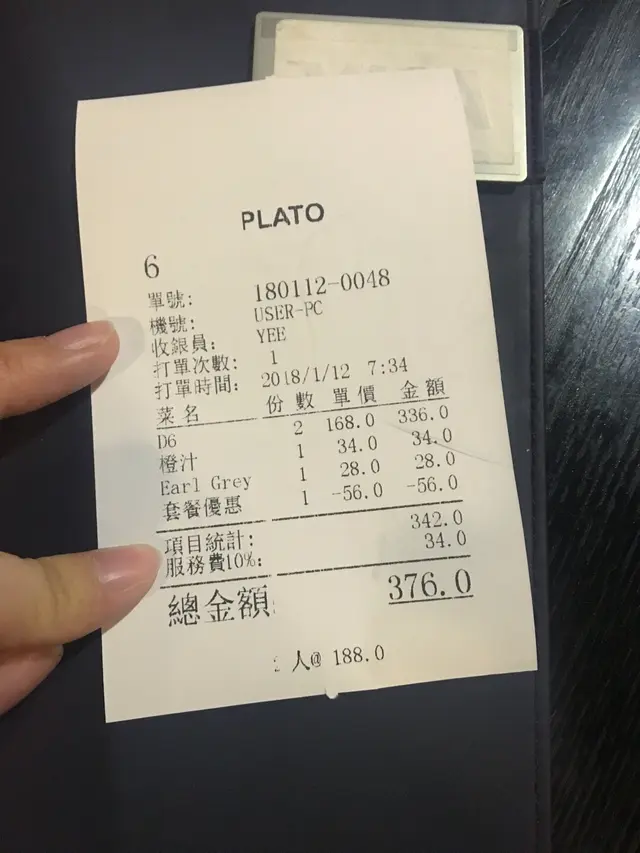 PLATO
6
單號: 180112-0048
機號: USER-PC
收銀員: YEE
打單次數: 1
打單時間: 2018/1/12 7:34
菜名 份數 單價 金額
D6 2 168.0 336.0
橙汁 1 34.0 34.0
Earl Grey 1 28.0 28.0
套餐優惠 1 -56.0 -56.0
項目統計: 342.0
服務費10%: 34.0
總金額: 376.0
人@ 188.0